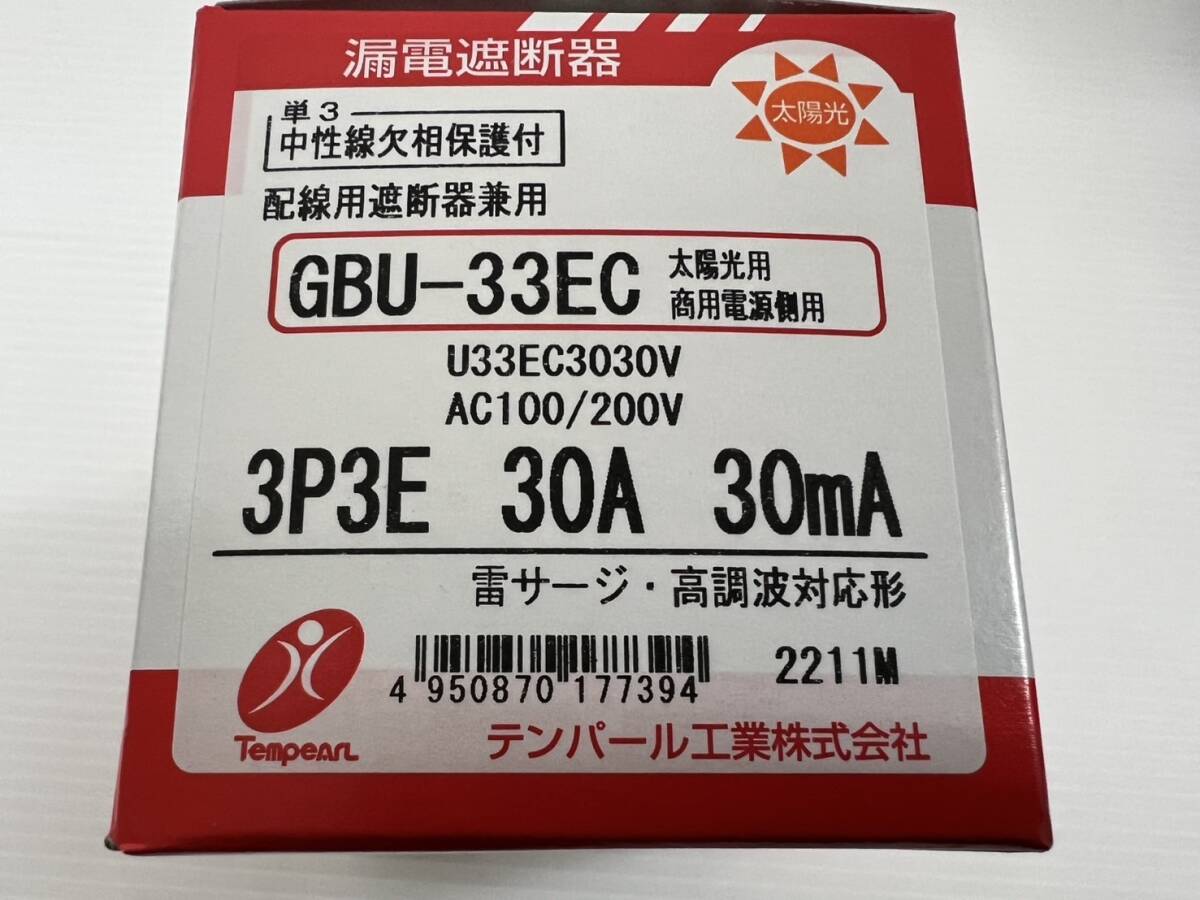 漏電遮断器
太陽光
単3
中性線欠相保護付
配線用遮断器兼用
GBU-33EC
太陽光用
商用電源側用
U33EC3030V
AC100/200V
3P3E 30A 30mA
雷サージ・高調波対応形
4 950870 177394
2211M
Tempearl
テンパール工業株式会社